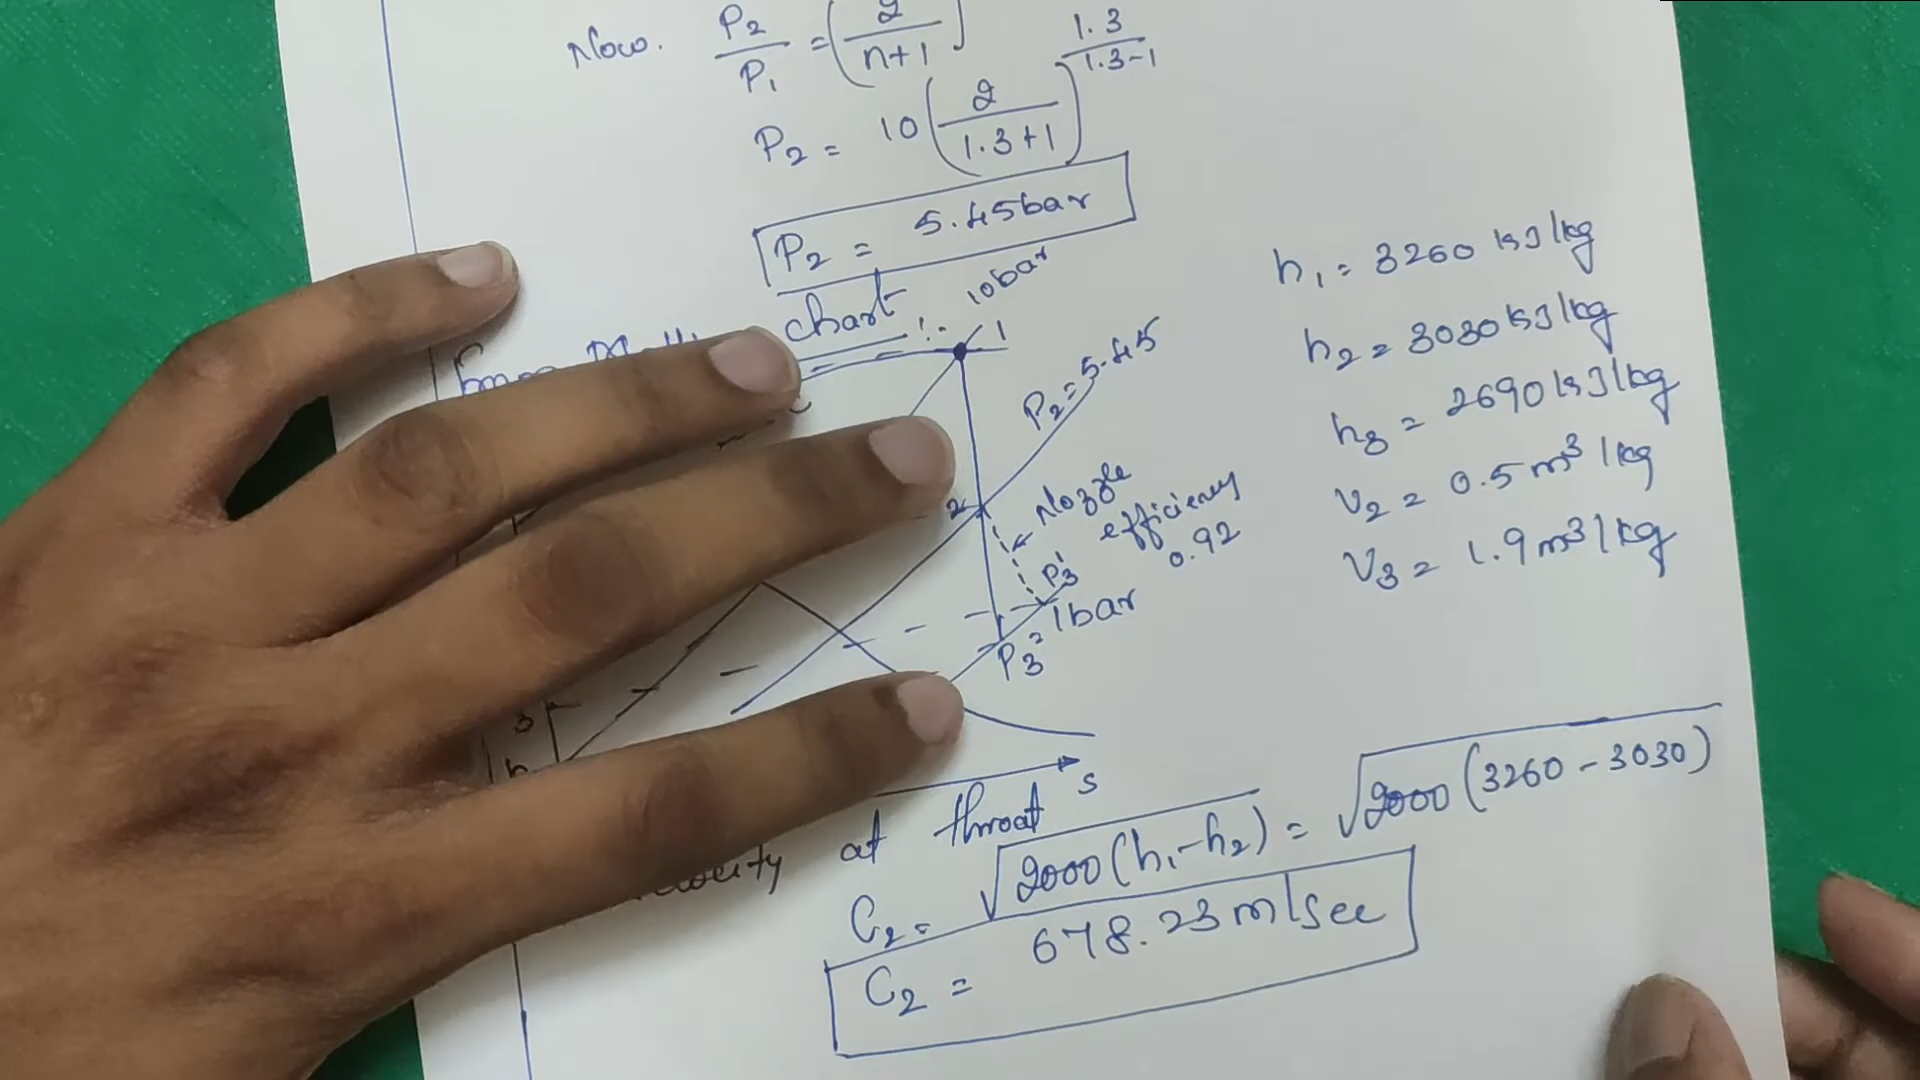 Now. P₂/P₁ = (2/(n+1))
P₂ = 10 (2/(1.3+1))^(1.3/(1.3-1))
P₂ = 5.45bar
chart
10bar
1
P₂ = 5.45
2
Nozzle
efficiency
0.92
P₃'
P₃ = 1bar
3
h
S
h₁ = 3260 kJ/kg
h₂ = 3030 kJ/kg
h₃ = 2690 kJ/kg
v₂ = 0.5 m³/kg
V₃ = 1.9 m³/kg
at throat
C₂ = √2000(h₁-h₂) = √2000(3260-3030)
C₂ = 678.23 m/sec